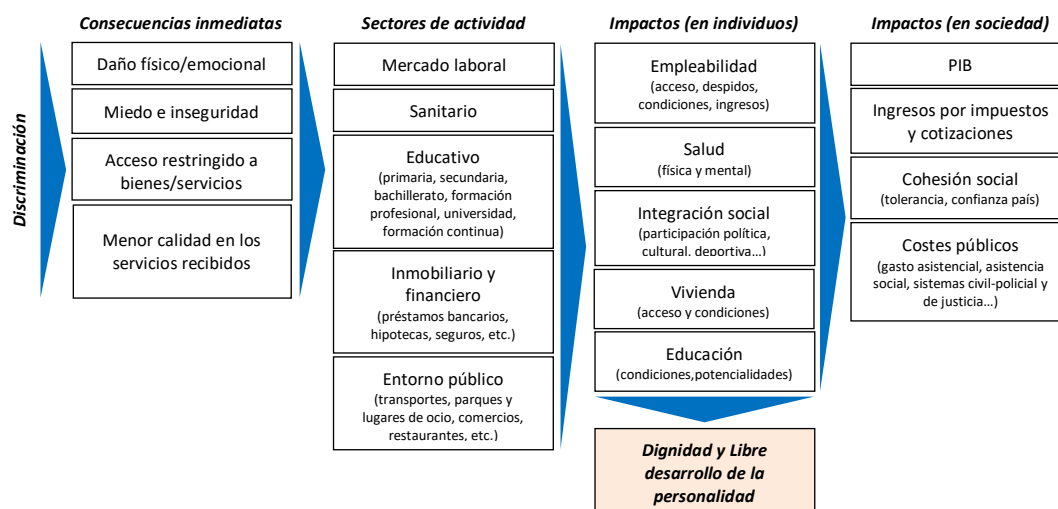 Discriminación
Consecuencias inmediatas
Daño físico/emocional
Miedo e inseguridad
Acceso restringido a
bienes/servicios
Menor calidad en los
servicios recibidos
Sectores de actividad
Mercado laboral
Sanitario
Educativo
(primaria, secundaria,
bachillerato, formación
profesional, universidad,
formación continua)
Inmobiliario y
financiero
(préstamos bancarios,
hipotecas, seguros, etc.)
Entorno público
(transportes, parques y
lugares de ocio, comercios,
restaurantes, etc.)
Impactos (en individuos)
Empleabilidad
(acceso, despidos,
condiciones, ingresos)
Salud
(física y mental)
Integración social
(participación política,
cultural, deportiva…)
Vivienda
(acceso y condiciones)
Educación
(condiciones,potencialidades)
Dignidad y Libre
desarrollo de la
personalidad
Impactos (en sociedad)
PIB
Ingresos por impuestos
y cotizaciones
Cohesión social
(tolerancia, confianza país)
Costes públicos
(gasto asistencial, asistencia
social, sistemas civil-policial y
de justicia…)